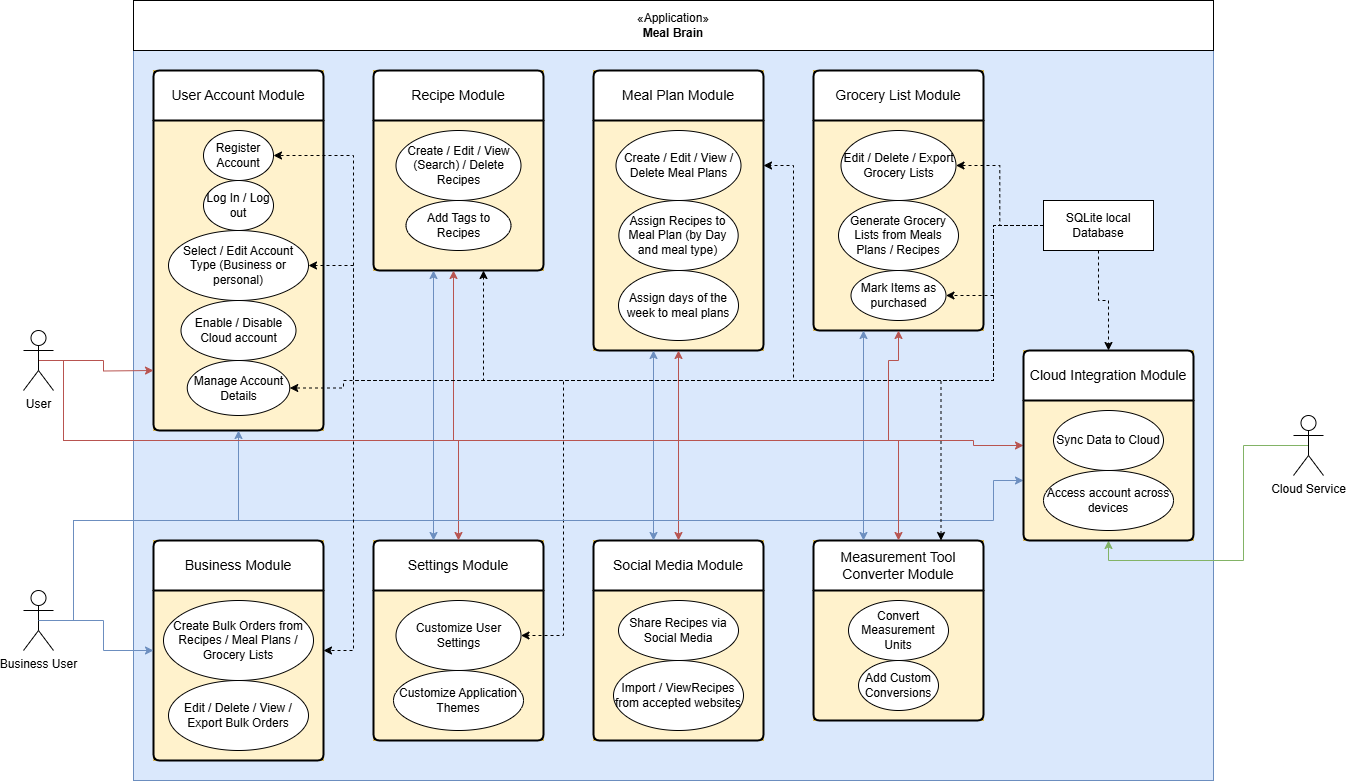 «Application»
Meal Brain
User Account Module
Register
Account
Log In / Log
out
Select / Edit Account
Type (Business or
personal)
Enable / Disable
Cloud account
Manage Account
Details
Recipe Module
Create / Edit / View
(Search) / Delete
Recipes
Add Tags to
Recipes
Meal Plan Module
Create / Edit / View /
Delete Meal Plans
Assign Recipes to
Meal Plan (by Day
and meal type)
Assign days of the
week to meal plans
Grocery List Module
Edit / Delete / Export
Grocery Lists
Generate Grocery
Lists from Meals
Plans / Recipes
Mark Items as
purchased
SQLite local
Database
Cloud Integration Module
Sync Data to Cloud
Access account across
devices
User
Cloud Service
Business User
Business Module
Create Bulk Orders from
Recipes / Meal Plans /
Grocery Lists
Edit / Delete / View /
Export Bulk Orders
Settings Module
Customize User
Settings
Customize Application
Themes
Social Media Module
Share Recipes via
Social Media
Import / ViewRecipes
from accepted websites
Measurement Tool
Converter Module
Convert
Measurement
Units
Add Custom
Conversions